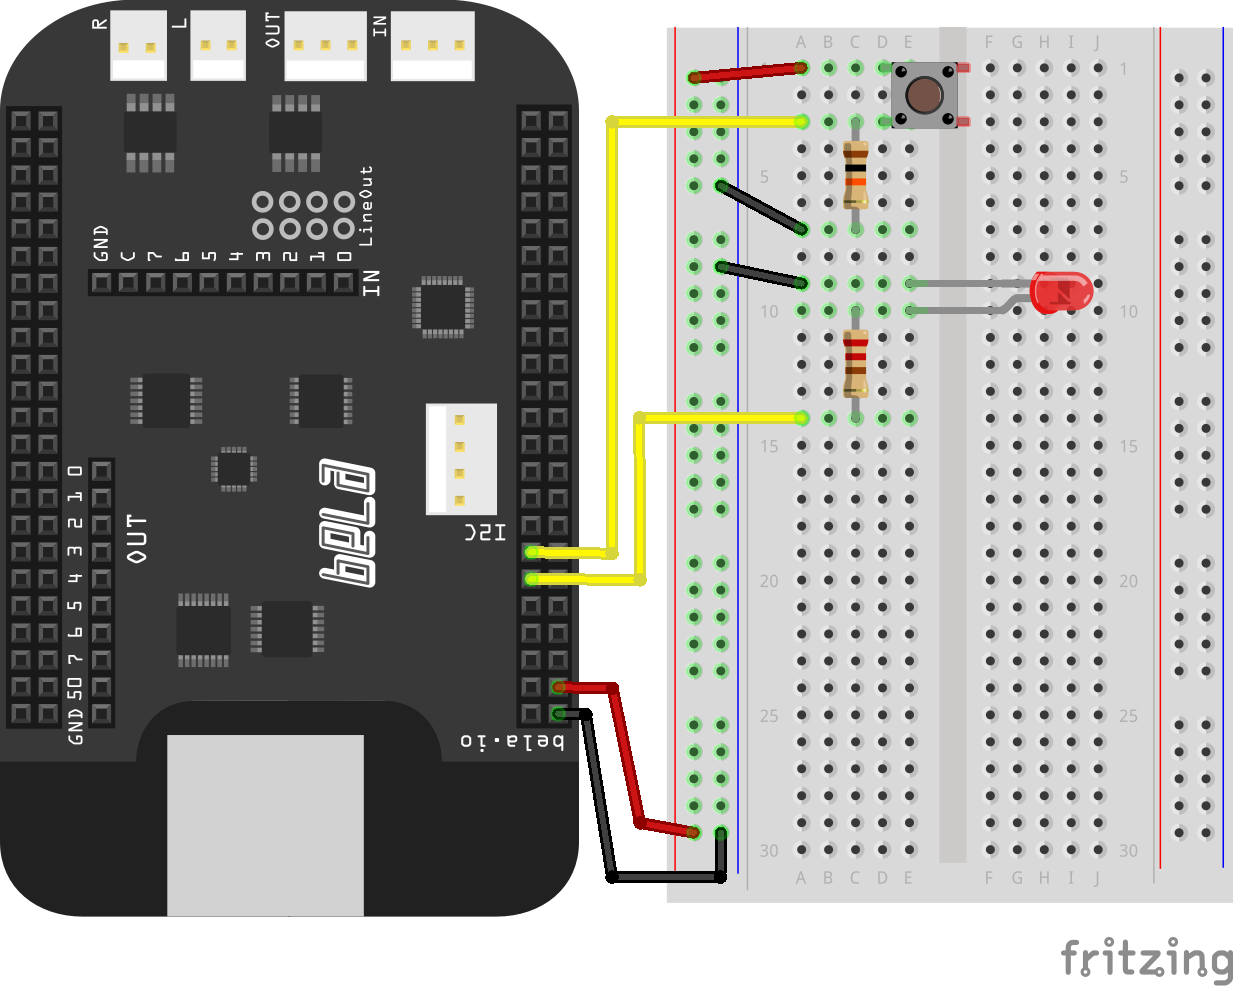 R
L
OUT
IN
LineOut
GND C 7 6 5 4 3 2 1 0
IN
0
1
2
3
4
5
6
7
50
GND
OUT
bela
I2C
bela.io
A B C D E F G H I J
1
1
5
5
10
10
15
15
20
20
25
25
30
30
A B C D E F G H I J
fritzing